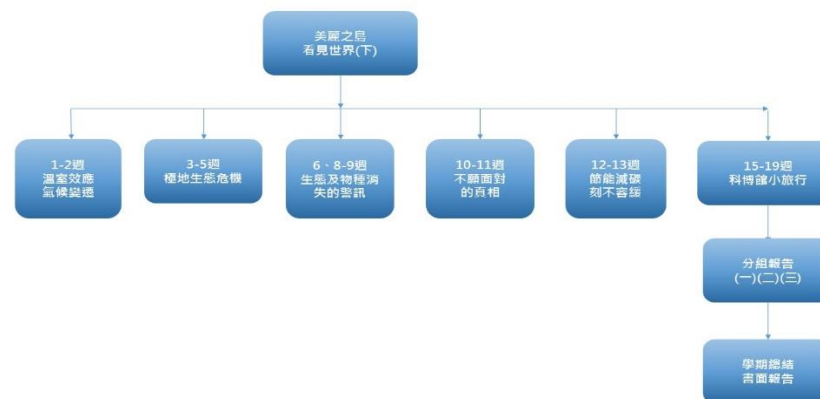 美麗之島
看見世界(下)
1-2週
溫室效應
氣候變遷
3-5週
極地生態危機
6、8-9週
生態及物種消
失的警訊
10-11週
不願面對
的真相
12-13週
節能減碳
刻不容緩
15-19週
科博館小旅行
分組報告
(一)(二)(三)
學期總結
書面報告